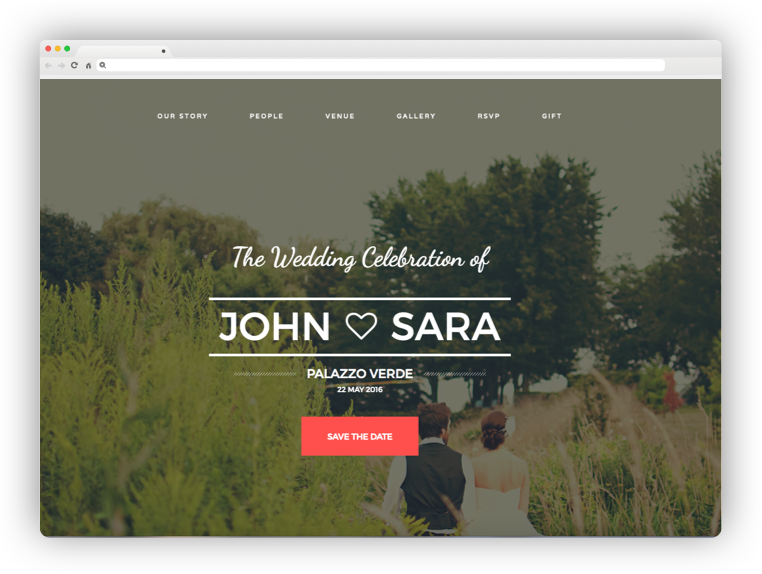 OUR STORY PEOPLE VENUE GALLERY RSVP GIFT
The Wedding Celebration of
JOHN SARA
PALAZZO VERDE
22 MAY 2016
SAVE THE DATE